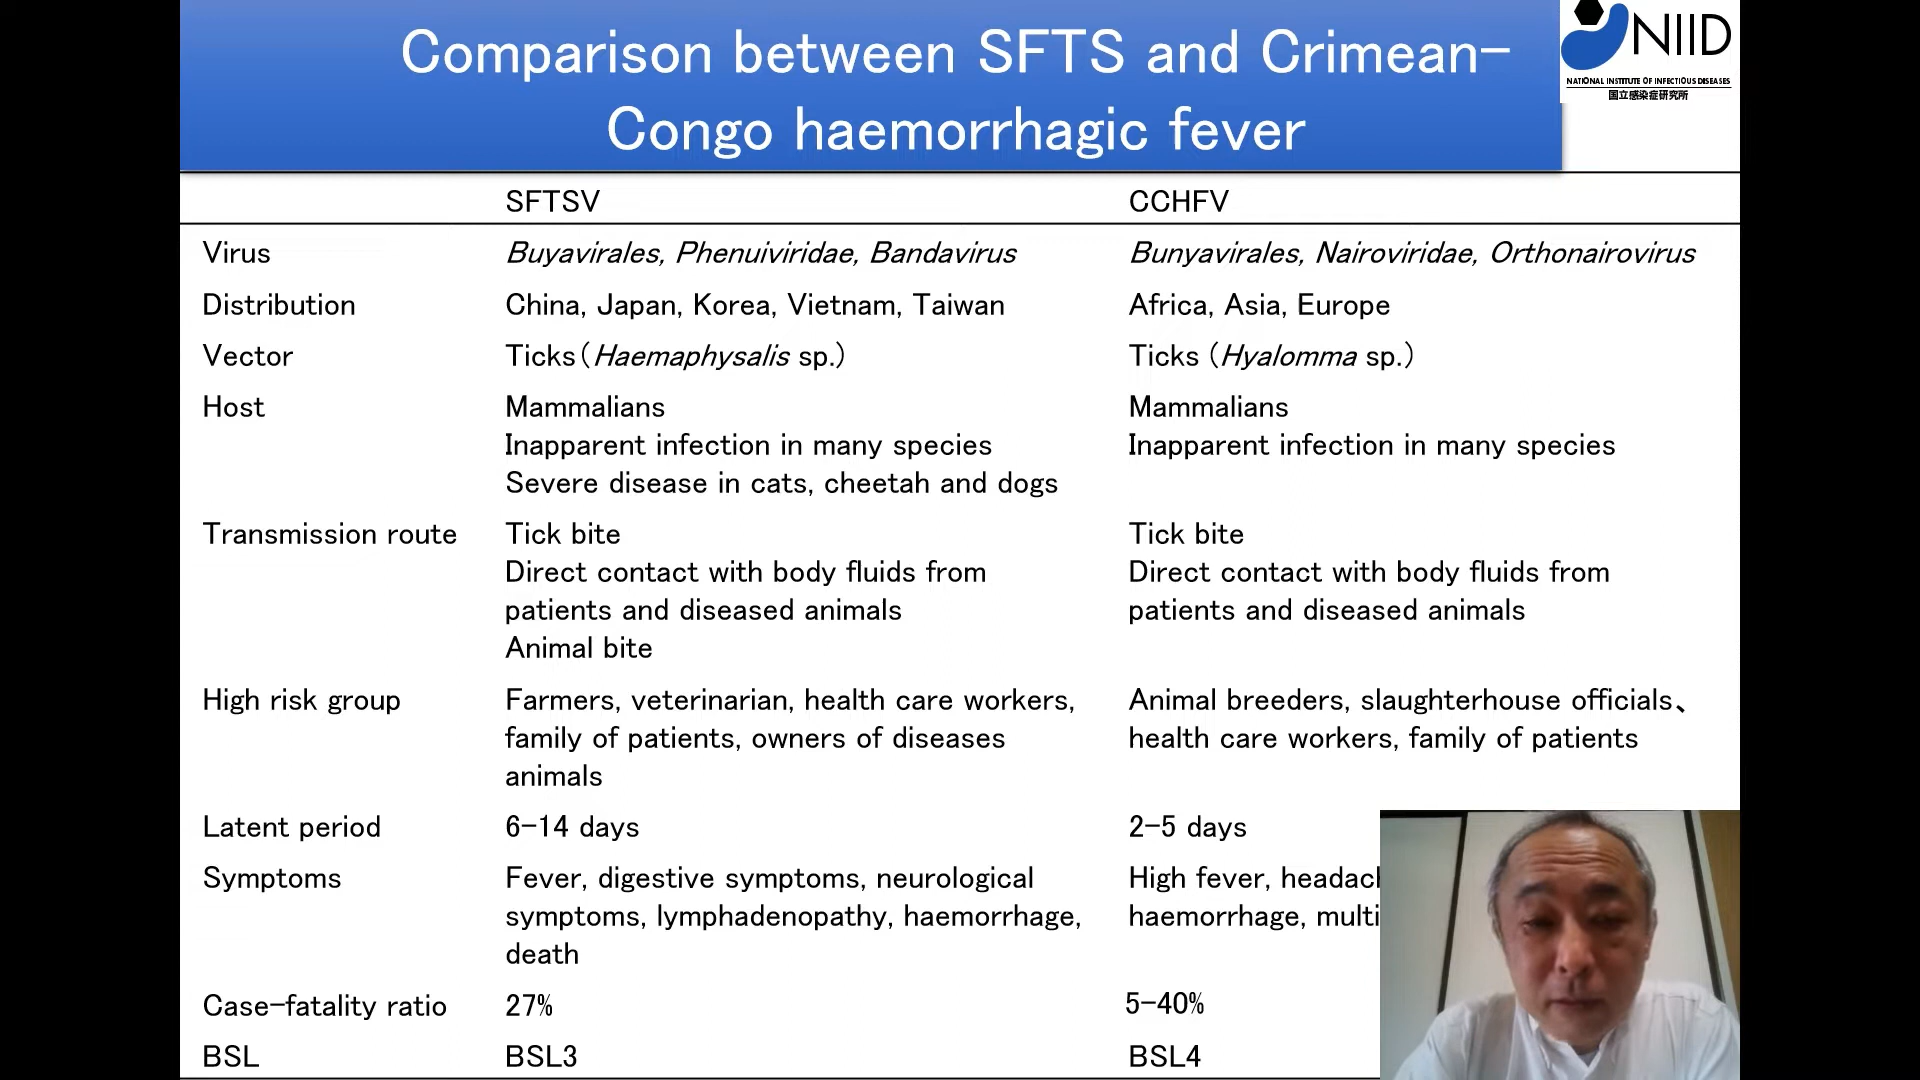 Comparison between SFTS and Crimean-
Congo haemorrhagic fever
NIID
NATIONAL INSTITUTE OF INFECTIOUS DISEASES
国立感染症研究所
SFTSV CCHFV
Virus Buyavirales, Phenuiviridae, Bandavirus Bunyavirales, Nairoviridae, Orthonairovirus
Distribution China, Japan, Korea, Vietnam, Taiwan Africa, Asia, Europe
Vector Ticks（Haemaphysalis sp.） Ticks （Hyalomma sp.）
Host Mammalians Mammalians
Inapparent infection in many species Inapparent infection in many species
Severe disease in cats, cheetah and dogs
Transmission route Tick bite Tick bite
Direct contact with body fluids from Direct contact with body fluids from
patients and diseased animals patients and diseased animals
Animal bite
High risk group Farmers, veterinarian, health care workers, Animal breeders, slaughterhouse officials、
family of patients, owners of diseases health care workers, family of patients
animals
Latent period 6-14 days 2-5 days
Symptoms Fever, digestive symptoms, neurological High fever,
symptoms, lymphadenopathy, haemorrhage, haemorrhage,
death
Case-fatality ratio 27% 5-40%
BSL BSL3 BSL4